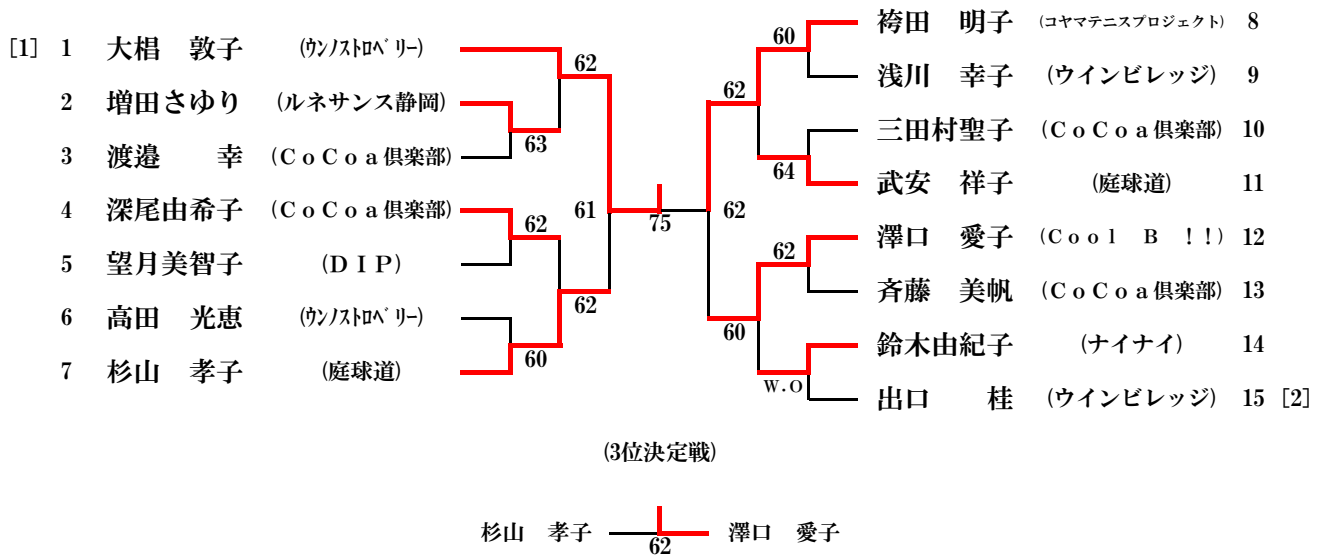 [1] 1 大椙 敦子 (ウンノストロベリー)
2 増田さゆり (ルネサンス静岡)
3 渡邉 幸 (ＣｏＣｏａ倶楽部)
4 深尾由希子 (ＣｏＣｏａ倶楽部)
5 望月美智子 (ＤＩＰ)
6 高田 光恵 (ウンノストロベリー)
7 杉山 孝子 (庭球道)
62
63
62
60
62
61
75
62
62
60
60
64
62
W.O
袴田 明子 (コヤマテニスプロジェクト) 8
浅川 幸子 (ウインビレッジ) 9
三田村聖子 (ＣｏＣｏａ倶楽部) 10
武安 祥子 (庭球道) 11
澤口 愛子 (Ｃｏｏｌ Ｂ ！！) 12
斉藤 美帆 (ＣｏＣｏａ倶楽部) 13
鈴木由紀子 (ナイナイ) 14
出口 桂 (ウインビレッジ) 15 [2]
(3位決定戦)
杉山 孝子 澤口 愛子
62